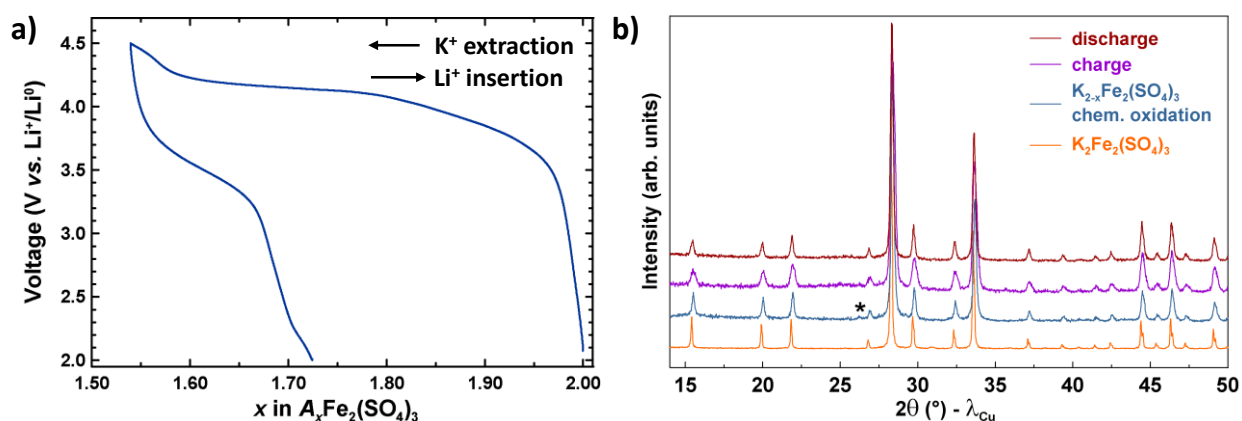 a)
K⁺ extraction
Li⁺ insertion
Voltage (V vs. Li⁺/Li⁰)
4.5
4.0
3.5
3.0
2.5
2.0
1.50 1.60 1.70 1.80 1.90 2.00
x in AₓFe₂(SO₄)₃
b)
discharge
charge
K₂₋ₓFe₂(SO₄)₃
chem. oxidation
K₂Fe₂(SO₄)₃
*
Intensity (arb. units)
15 20 25 30 35 40 45 50
2θ (°) - λCu